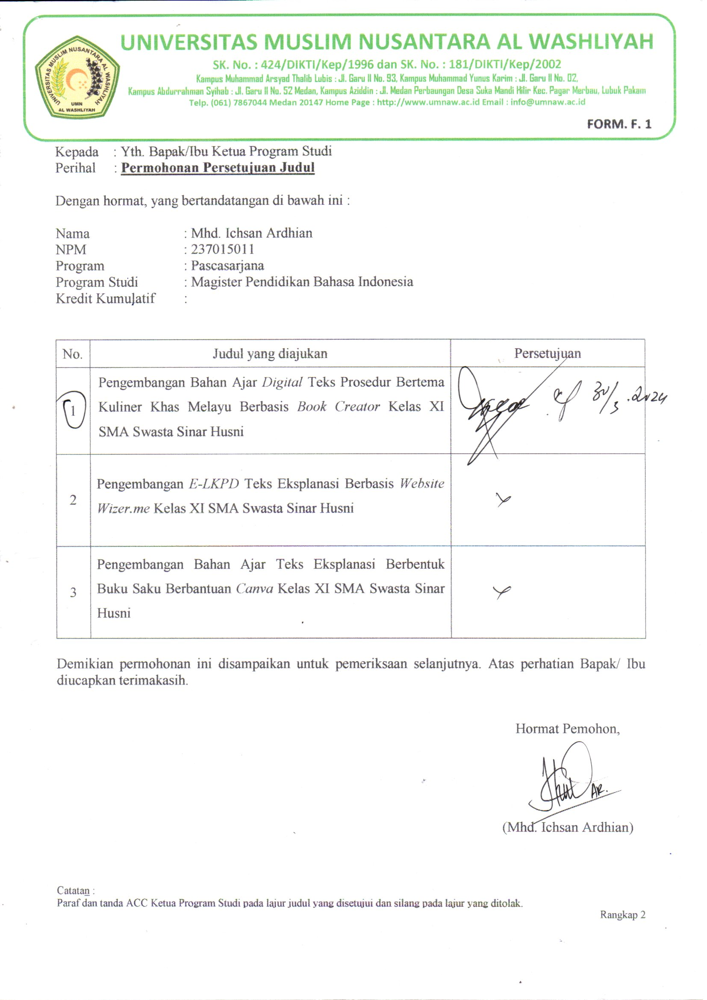 UNIVERSITAS MUSLIM NUSANTARA AL WASHLIYAH
UMN
AL WASHLIYAH
UNIVERSITAS MUSLIM NUSANTARA AL WASHLIYAH
SK. No. : 424/DIKTI/Kep/1996 dan SK. No. : 181/DIKTI/Kep/2002
Kampus Muhammad Arsyad Thalib Lubis : Jl. Garu II No. 93, Kampus Muhammad Yunus Karim : Jl. Garu II No. 02,
Kampus Abdurrahman Syihab : Jl. Garu II No. 52 Medan, Kampus Aziddin : Jl. Medan Perbaungan Desa Suka Mandi Hilir Kec. Pagar Merbau, Lubuk Pakam
Telp. (061) 7867044 Medan 20147 Home Page : http://www.umnaw.ac.id Email : info@umnaw.ac.id
FORM. F. 1
Kepada : Yth. Bapak/Ibu Ketua Program Studi
Perihal : Permohonan Persetujuan Judul
Dengan hormat, yang bertandatangan di bawah ini :
Nama : Mhd. Ichsan Ardhian
NPM : 237015011
Program : Pascasarjana
Program Studi : Magister Pendidikan Bahasa Indonesia
Kredit Kumulatif :
No. Judul yang diajukan Persetujuan
Pengembangan Bahan Ajar Digital Teks Prosedur Bertema
1 Kuliner Khas Melayu Berbasis Book Creator Kelas XI 30/3.2024
SMA Swasta Sinar Husni
Pengembangan E-LKPD Teks Eksplanasi Berbasis Website
2
Wizer.me Kelas XI SMA Swasta Sinar Husni
Pengembangan Bahan Ajar Teks Eksplanasi Berbentuk
3 Buku Saku Berbantuan Canva Kelas XI SMA Swasta Sinar
Husni
Demikian permohonan ini disampaikan untuk pemeriksaan selanjutnya. Atas perhatian Bapak/ Ibu
diucapkan terimakasih.
Hormat Pemohon,
AR.
(Mhd. Ichsan Ardhian)
Catatan :
Paraf dan tanda ACC Ketua Program Studi pada lajur judul yang disetujui dan silang pada lajur yang ditolak.
Rangkap 2